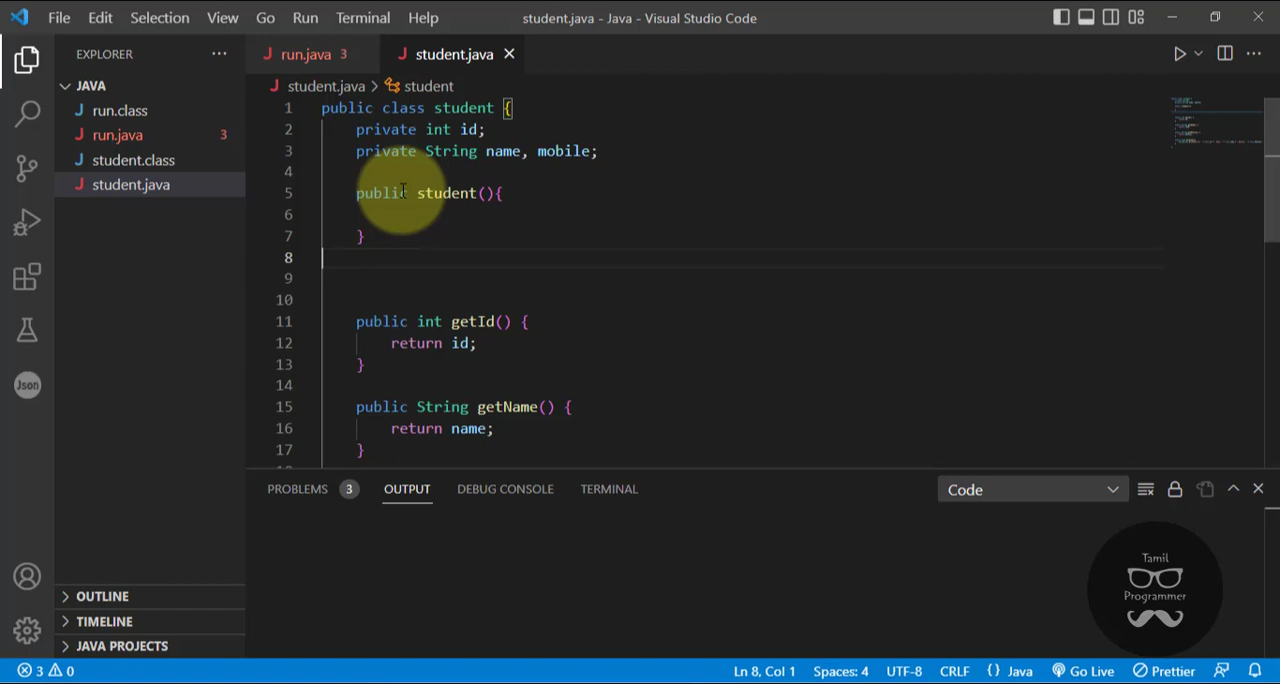 File Edit Selection View Go Run Terminal Help student.java - Java - Visual Studio Code
EXPLORER ...
run.java 3 student.java
JAVA
student.java > student
run.class
run.java 3
student.class
student.java
1 public class student {
2 private int id;
3 private String name, mobile;
4
5 public student(){
6
7 }
8
9
10
11 public int getId() {
12 return id;
13 }
14
15 public String getName() {
16 return name;
17 }
PROBLEMS 3 OUTPUT DEBUG CONSOLE TERMINAL Code
Json
OUTLINE
TIMELINE
JAVA PROJECTS
Tamil
Programmer
3 0 Ln 8, Col 1 Spaces: 4 UTF-8 CRLF {} Java Go Live Prettier